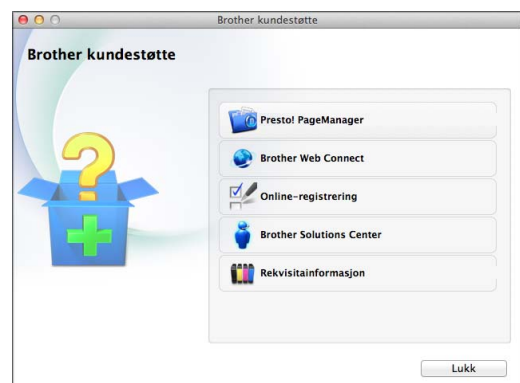 Brother kundestøtte
Brother kundestøtte
Presto! PageManager
Brother Web Connect
Online-registrering
Brother Solutions Center
Rekvisitainformasjon
Lukk